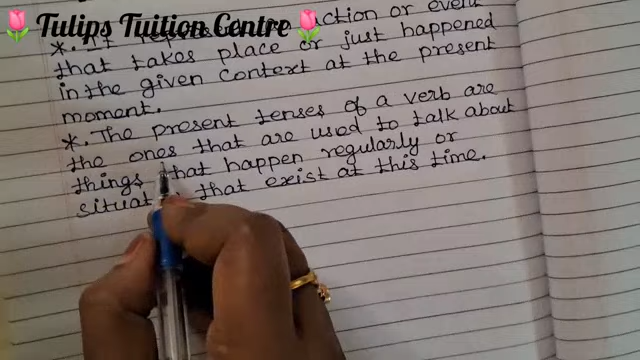 🌷Tulips Tuition Centre🌷
*. It represents action or event
that takes place or just happened
in the given context at the present
moment.
*. The present tenses of a verb are
the ones that are used to talk about
things that happen regularly or
that exist at this time.